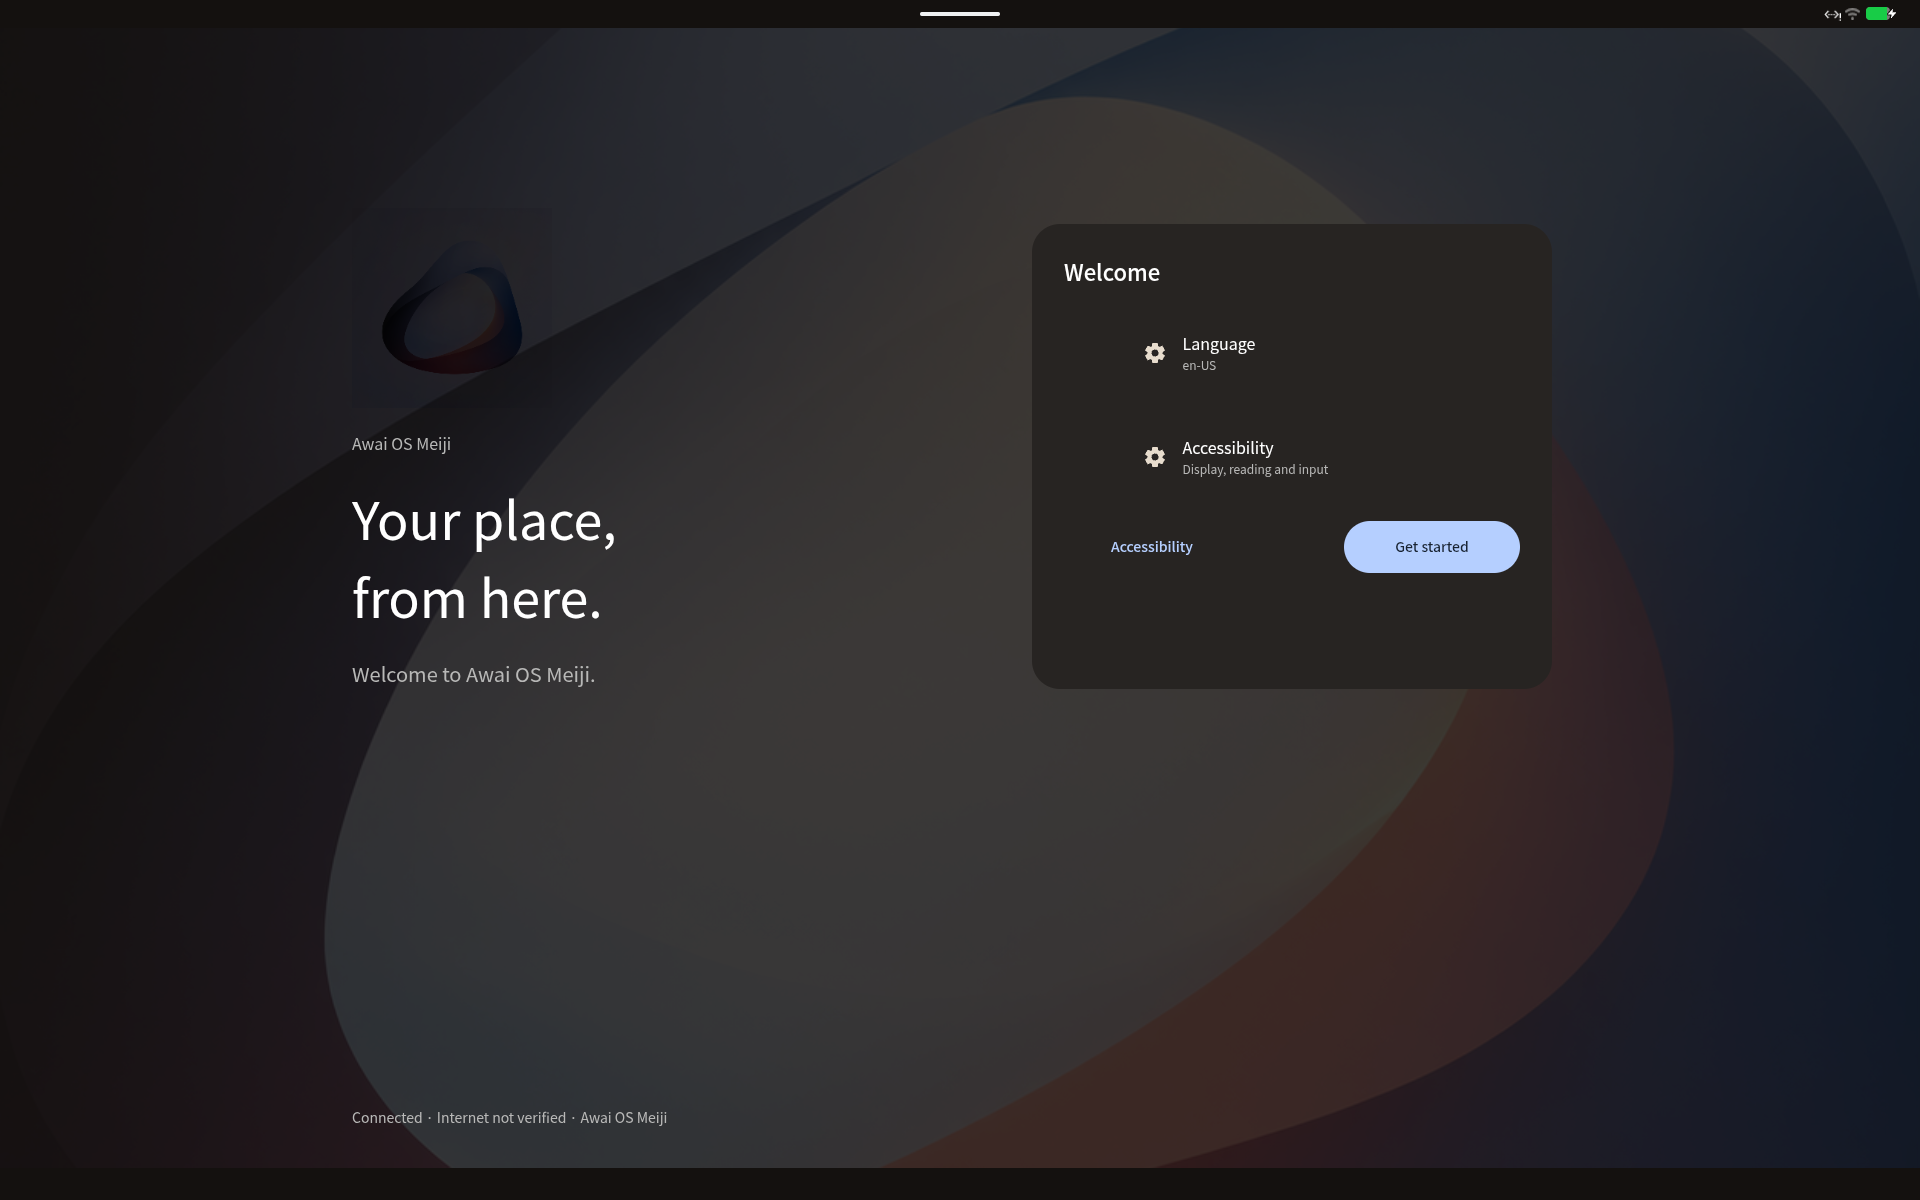 Awai OS Meiji
Your place,
from here.
Welcome to Awai OS Meiji.
Welcome
Language
en-US
Accessibility
Display, reading and input
Accessibility
Get started
Connected · Internet not verified · Awai OS Meiji